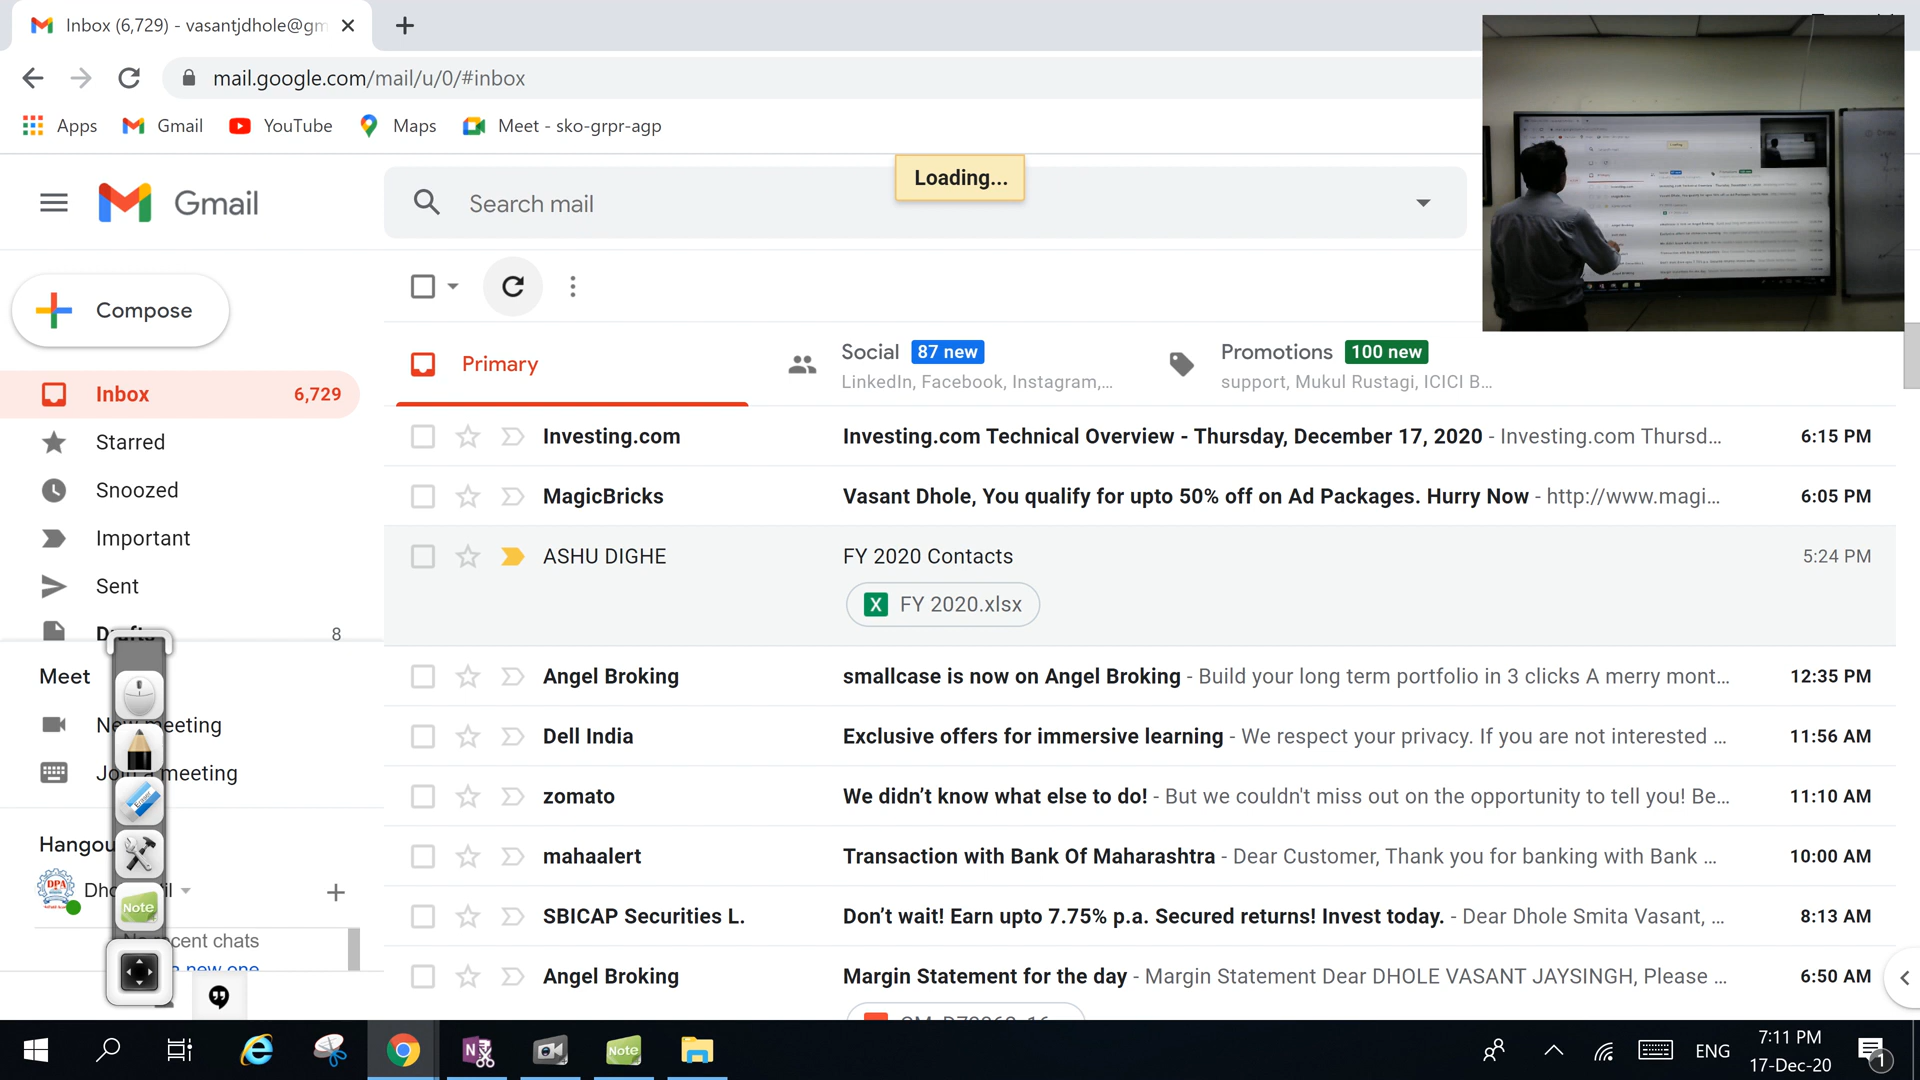 Inbox (6,729) - vasantjdhole@gm
mail.google.com/mail/u/0/#inbox
Apps Gmail YouTube Maps Meet - sko-grpr-agp
Loading...
Gmail
Search mail
Compose
Primary
Social 87 new
LinkedIn, Facebook, Instagram,...
Promotions 100 new
support, Mukul Rustagi, ICICI B...
Inbox 6,729
Starred
Snoozed
Important
Sent
Drafts 8
Meet
New meeting
Join a meeting
Hangou
No recent chats
a new one
Investing.com Investing.com Technical Overview - Thursday, December 17, 2020 - Investing.com Thursd... 6:15 PM
MagicBricks Vasant Dhole, You qualify for upto 50% off on Ad Packages. Hurry Now - http://www.magi... 6:05 PM
ASHU DIGHE FY 2020 Contacts 5:24 PM
X FY 2020.xlsx
Angel Broking smallcase is now on Angel Broking - Build your long term portfolio in 3 clicks A merry mont... 12:35 PM
Dell India Exclusive offers for immersive learning - We respect your privacy. If you are not interested ... 11:56 AM
zomato We didn’t know what else to do! - But we couldn't miss out on the opportunity to tell you! Be... 11:10 AM
mahaalert Transaction with Bank Of Maharashtra - Dear Customer, Thank you for banking with Bank ... 10:00 AM
SBICAP Securities L. Don’t wait! Earn upto 7.75% p.a. Secured returns! Invest today. - Dear Dhole Smita Vasant, ... 8:13 AM
Angel Broking Margin Statement for the day - Margin Statement Dear DHOLE VASANT JAYSINGH, Please ... 6:50 AM
Eraser
Note
DPA
Note
ENG
7:11 PM
17-Dec-20
1